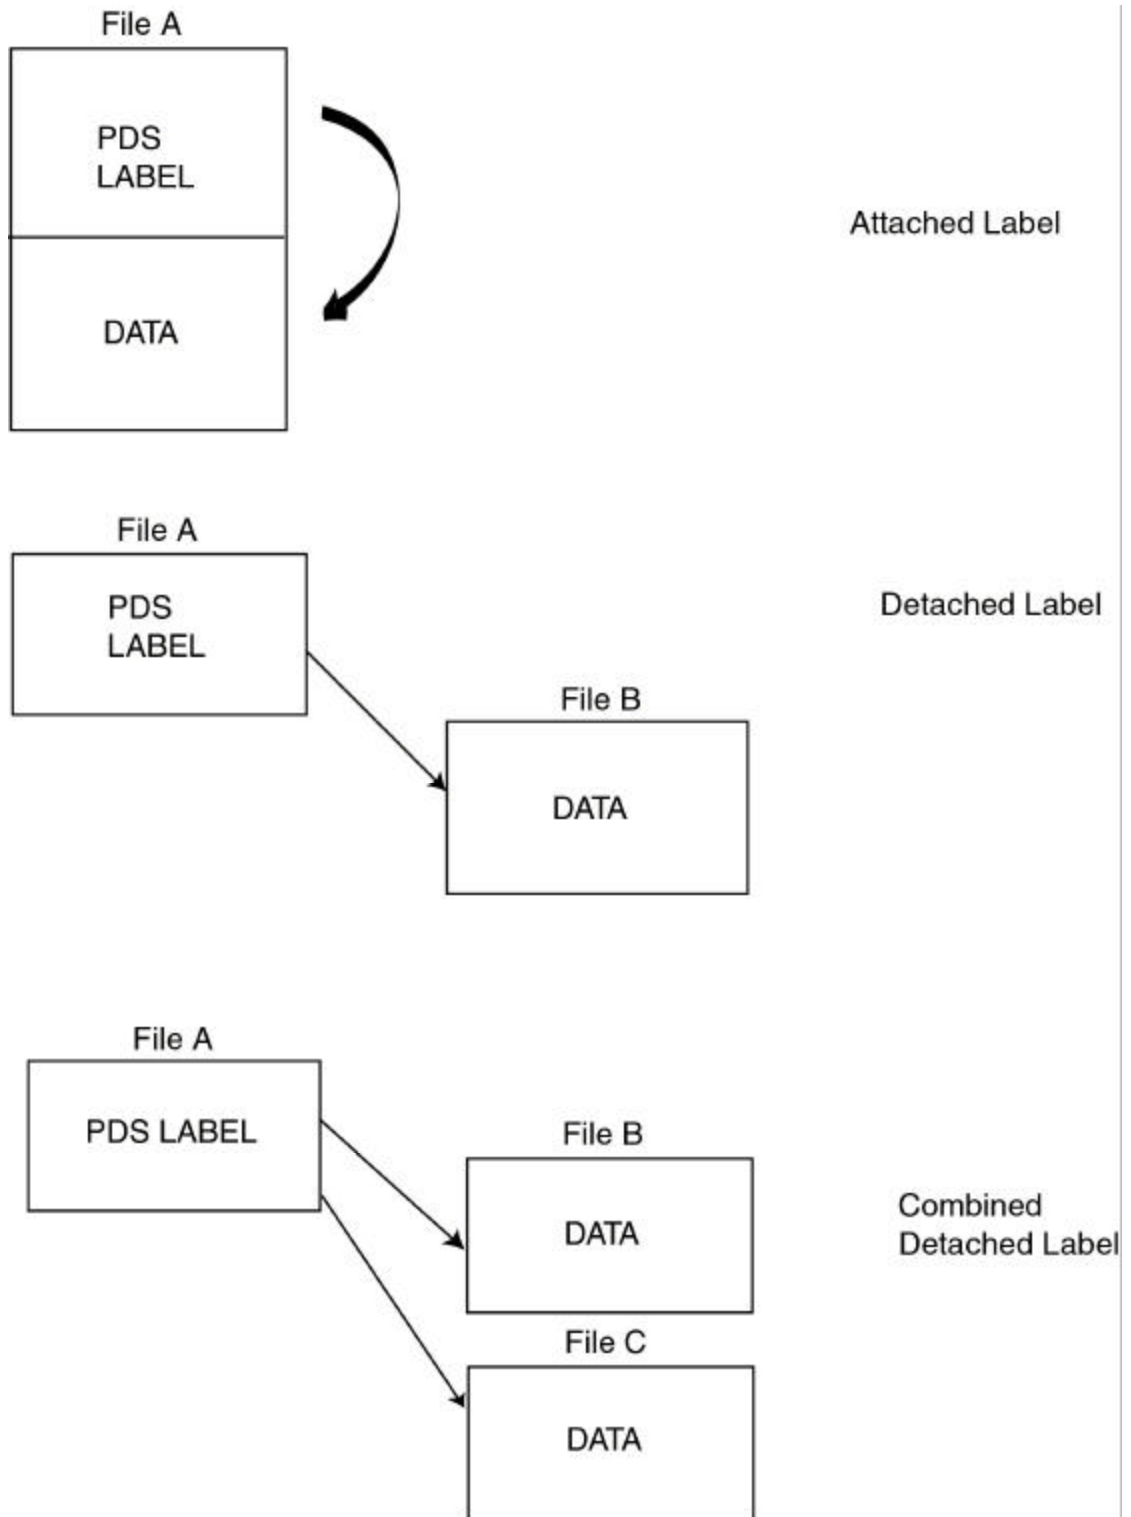 File A
PDS
LABEL
Attached Label
DATA
File A
PDS
LABEL
Detached Label
File B
DATA
File A
PDS LABEL
File B
DATA
Combined
Detached Label
File C
DATA